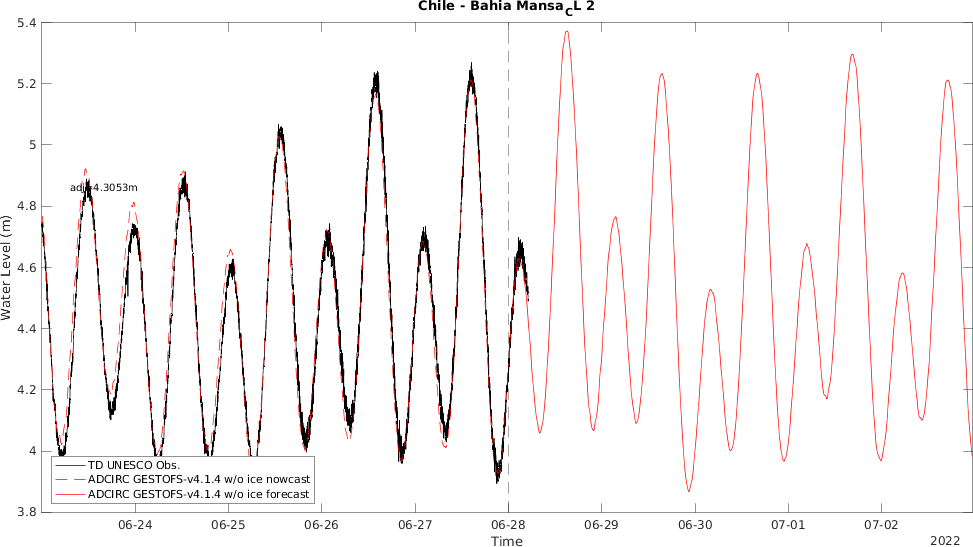 Chile - Bahia Mansa_CL 2
5.4
5.2
5
4.8
4.6
4.4
4.2
4
3.8
Water Level (m)
adj=4.3053m
TD UNESCO Obs.
ADCIRC GESTOFS-v4.1.4 w/o ice nowcast
ADCIRC GESTOFS-v4.1.4 w/o ice forecast
06-24
06-25
06-26
06-27
06-28
06-29
06-30
07-01
07-02
Time
2022